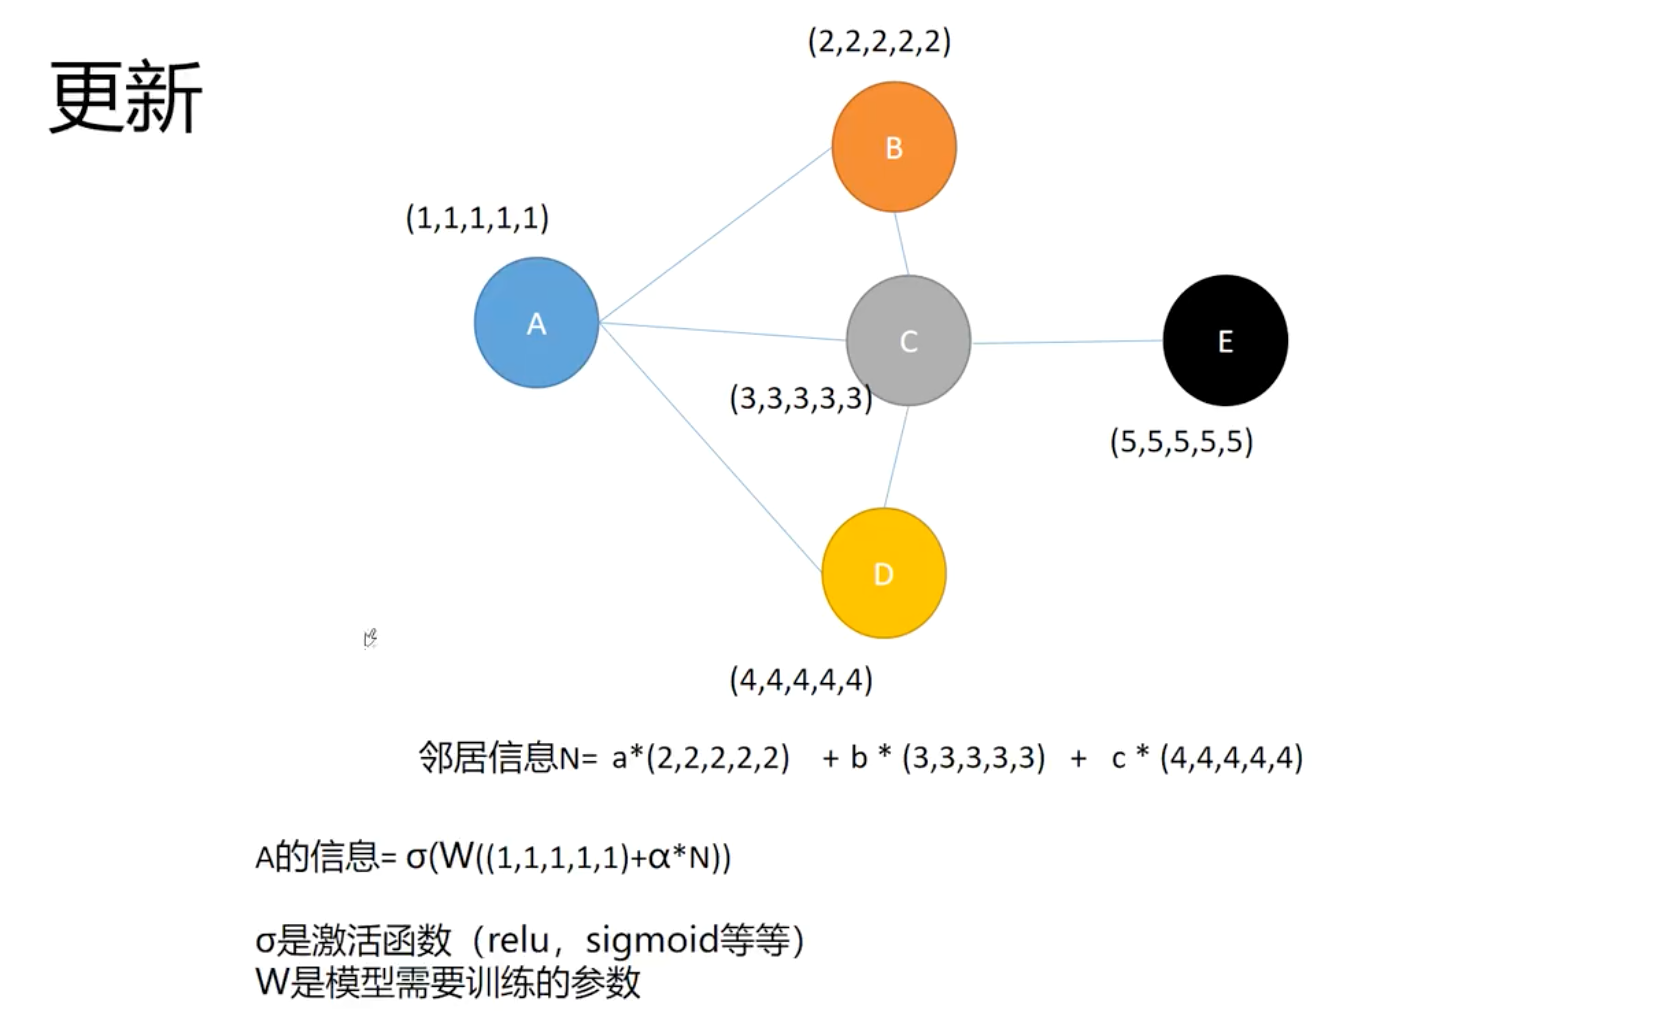 更新
(2,2,2,2,2)
B
(1,1,1,1,1)
A
C
E
(3,3,3,3,3)
(5,5,5,5,5)
D
(4,4,4,4,4)
邻居信息N= a*(2,2,2,2,2) + b * (3,3,3,3,3) + c * (4,4,4,4,4)
A的信息= σ(W((1,1,1,1,1)+α*N))
σ是激活函数（relu，sigmoid等等）
W是模型需要训练的参数